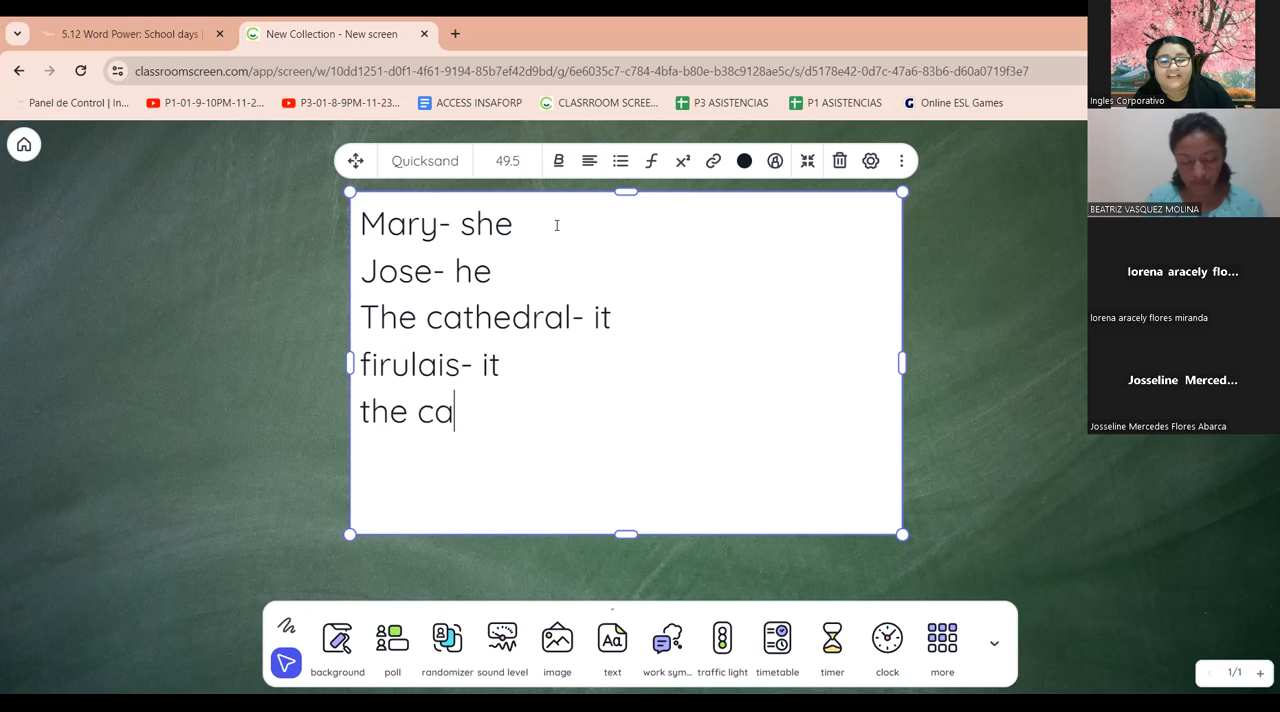 5.12 Word Power: School days |
New Collection - New screen
classroomscreen.com/app/screen/w/10dd1251-d0f1-4f61-9194-8b7ef42d9bd/g/6e6035c7-c784-4bfa-b80e-b38c9128ae5c/s/d5178e42-0d7c-47a6-83b6-d60a0719f3e7
Panel de Control | In...
P1-01-9-10PM-11-2...
P3-01-8-9PM-11-23...
ACCESS INSAFORP
CLASSROOM SCREE...
P3 ASISTENCIAS
P1 ASISTENCIAS
Online ESL Games
Quicksand
49.5
Mary- she
Jose- he
The cathedral- it
firulais- it
the ca
background
poll
randomizer
sound level
image
text
work sym...
traffic light
timetable
timer
clock
more
1/1
Ingles Corporativo
BEATRIZ VASQUEZ MOLINA
lorena aracely flo...
lorena aracely flores miranda
Josseline Merced...
Josseline Mercedes Flores Abarca